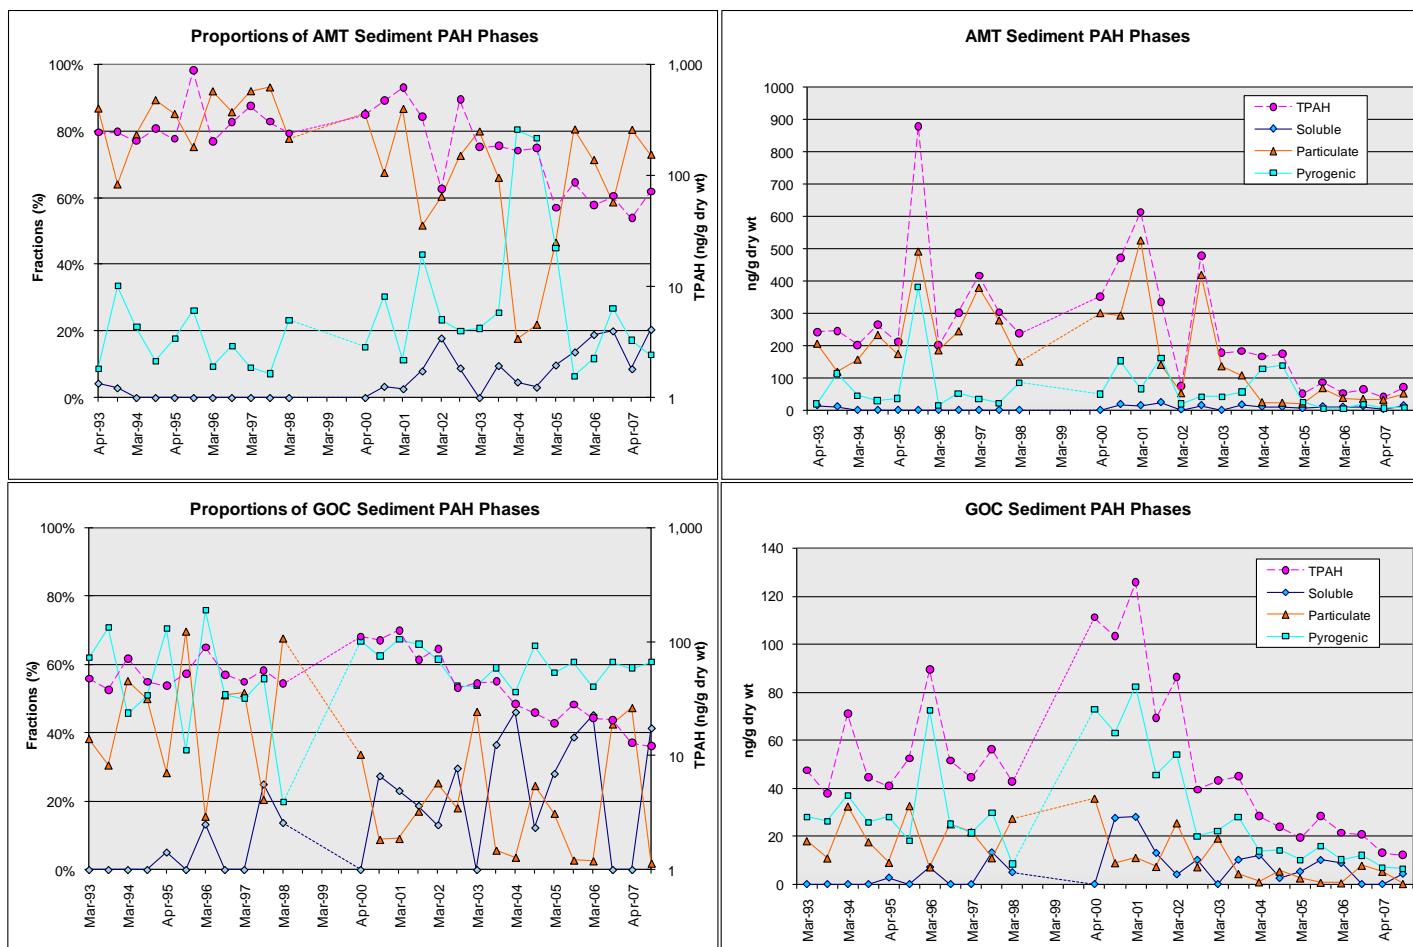 Proportions of AMT Sediment PAH Phases
100%
80%
60%
40%
20%
0%
Fractions (%)
1,000
100
10
1
TPAH (ng/g dry wt)
Apr-93
Mar-94
Apr-95
Mar-96
Mar-97
Mar-98
Mar-99
Apr-00
Mar-01
Mar-02
Mar-03
Mar-04
Mar-05
Mar-06
Apr-07
AMT Sediment PAH Phases
1000
900
800
700
600
500
400
300
200
100
0
ng/g dry wt
TPAH
Soluble
Particulate
Pyrogenic
Apr-93
Mar-94
Apr-95
Mar-96
Mar-97
Mar-98
Mar-99
Apr-00
Mar-01
Mar-02
Mar-03
Mar-04
Mar-05
Mar-06
Apr-07
Proportions of GOC Sediment PAH Phases
100%
80%
60%
40%
20%
0%
Fractions (%)
1,000
100
10
1
TPAH (ng/g dry wt)
Mar-93
Mar-94
Apr-95
Mar-96
Mar-97
Mar-98
Mar-99
Apr-00
Mar-01
Mar-02
Mar-03
Mar-04
Mar-05
Mar-06
Apr-07
GOC Sediment PAH Phases
140
120
100
80
60
40
20
0
ng/g dry wt
TPAH
Soluble
Particulate
Pyrogenic
Mar-93
Mar-94
Mar-95
Mar-96
Mar-97
Mar-98
Mar-99
Apr-00
Mar-01
Mar-02
Mar-03
Mar-04
Mar-05
Mar-06
Apr-07